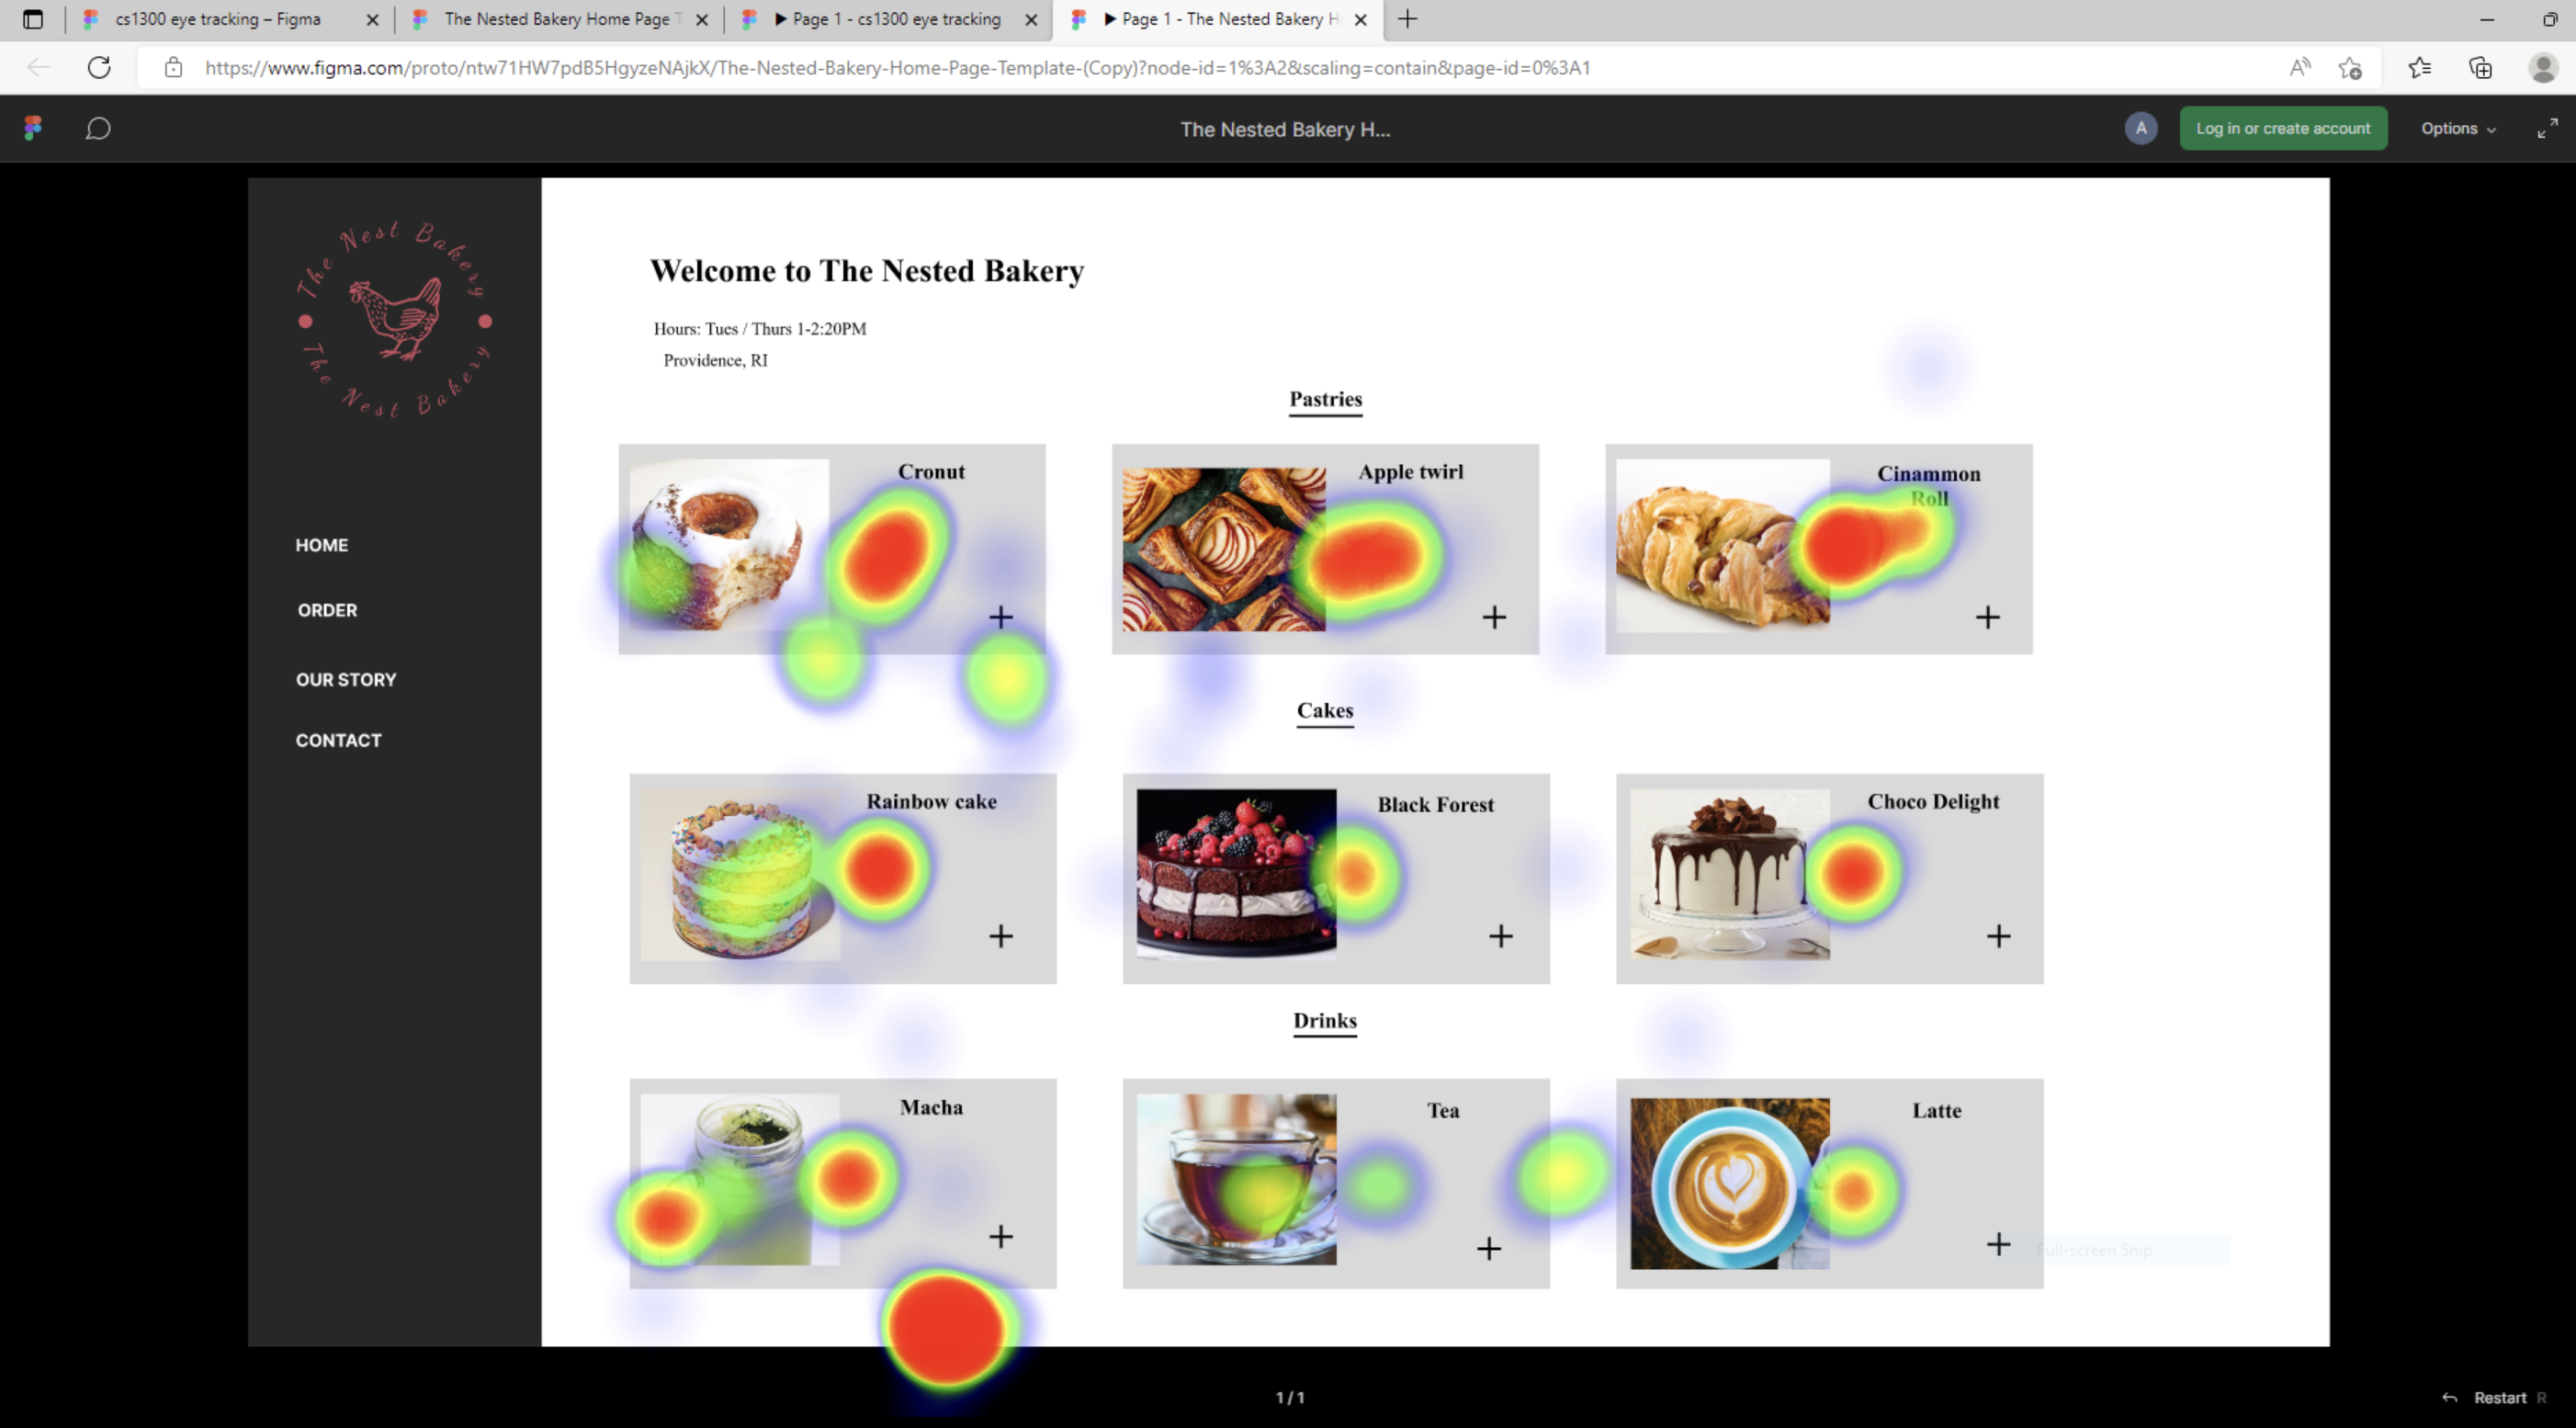 cs1300 eye tracking – Figma
The Nested Bakery Home Page T
▶ Page 1 - cs1300 eye tracking
▶ Page 1 - The Nested Bakery H
https://www.figma.com/proto/ntw71HW7pdB5HgyzeNAjkX/The-Nested-Bakery-Home-Page-Template-(Copy)?node-id=1%3A2&scaling=contain&page-id=0%3A1
The Nested Bakery H...
A
Log in or create account
Options
The Nest Bakery
The Nest Bakery
HOME
ORDER
OUR STORY
CONTACT
Welcome to The Nested Bakery
Hours: Tues / Thurs 1-2:20PM
Providence, RI
Pastries
Cronut
+
Apple twirl
+
Cinammon
Roll
+
Cakes
Rainbow cake
+
Black Forest
+
Choco Delight
+
Drinks
Macha
+
Tea
+
Latte
+
Full-screen Snip
1 / 1
Restart R